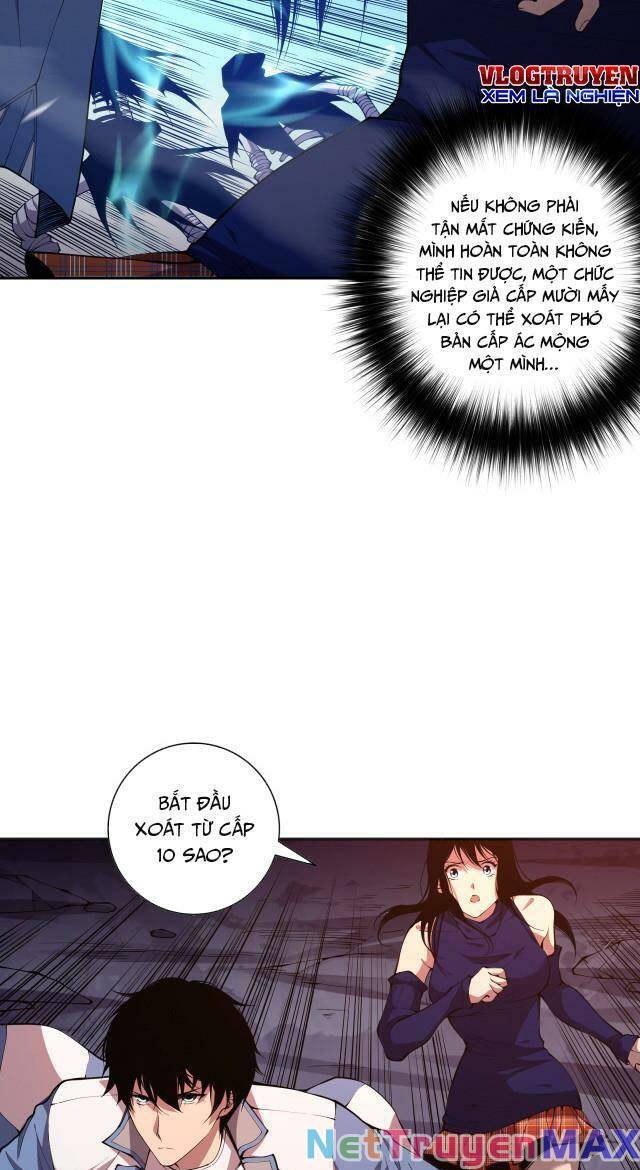 VLOGTRUYEN
XEM LÀ NGHIỆN
NẾU KHÔNG PHẢI
TẬN MẮT CHỨNG KIẾN,
MÌNH HOÀN TOÀN KHÔNG
THỂ TIN ĐƯỢC, MỘT CHỨC
NGHIỆP GIẢ CẤP MƯỜI MẤY
LẠI CÓ THỂ XOÁT PHÓ
BẢN CẤP ÁC MỘNG
MỘT MÌNH...
BẮT ĐẦU
XOÁT TỪ CẤP
10 SAO?
NETTRUYENMAX